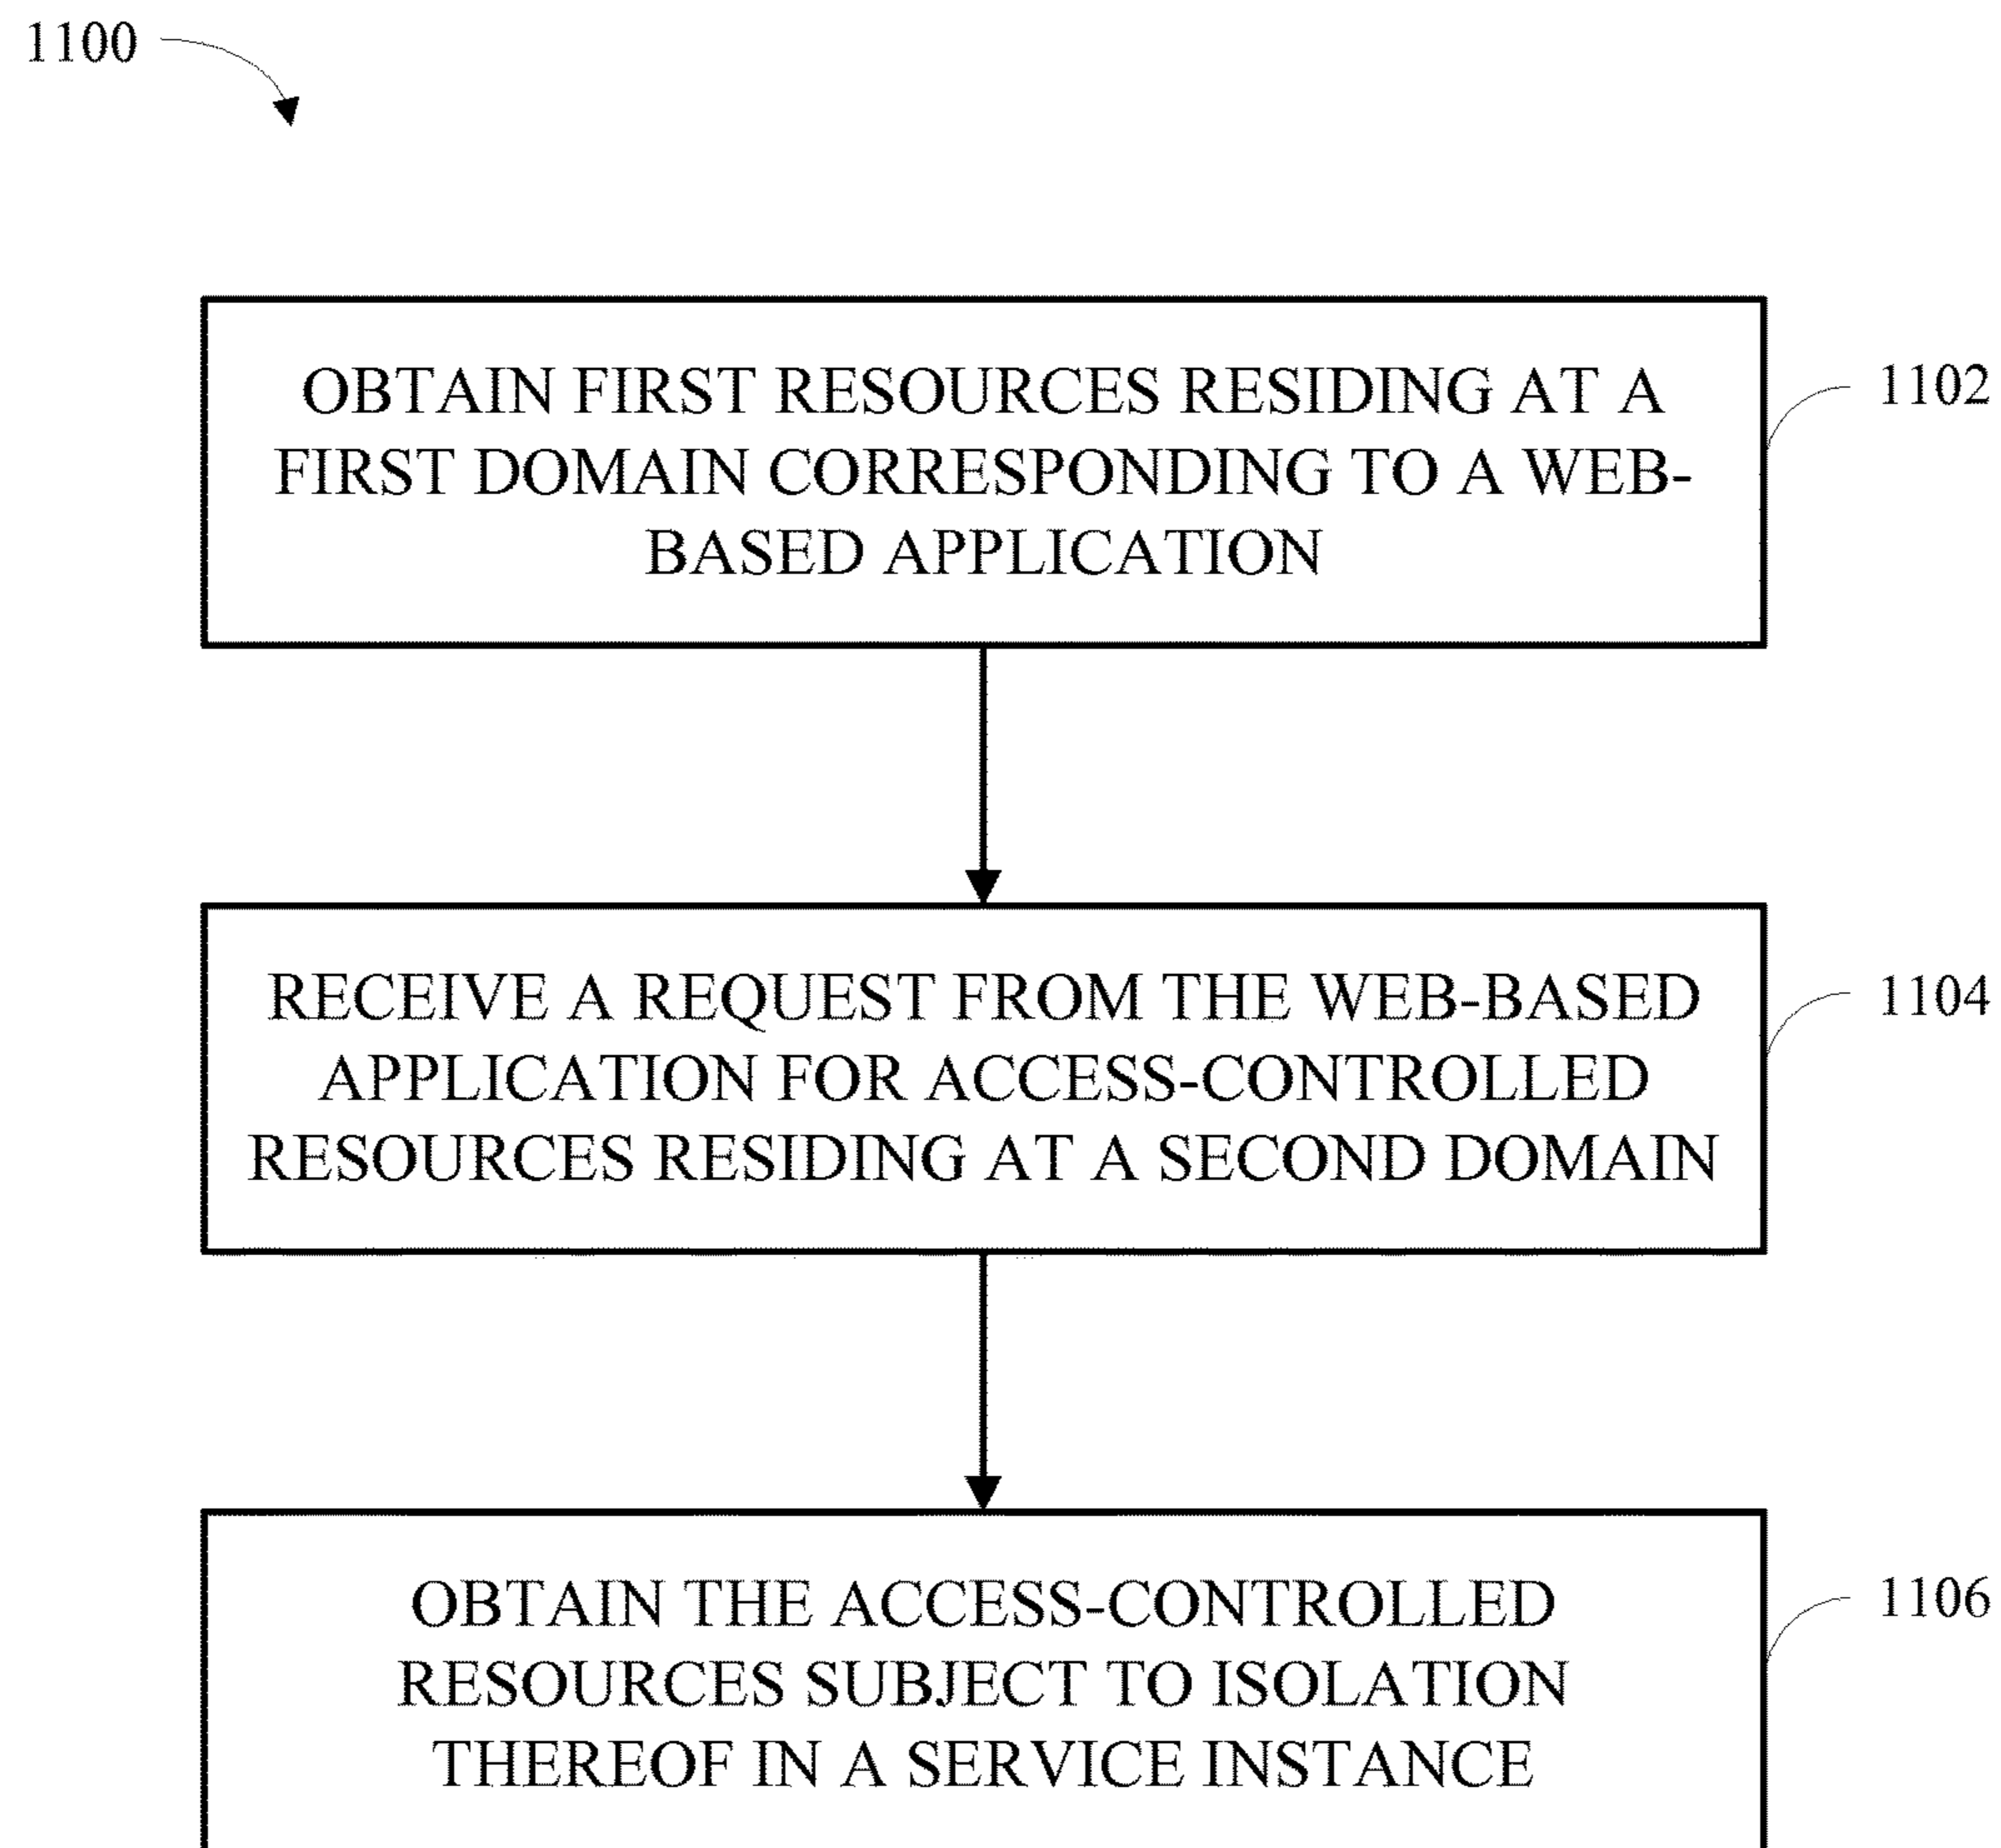 1100
OBTAIN FIRST RESOURCES RESIDING AT A
FIRST DOMAIN CORRESPONDING TO A WEB-
BASED APPLICATION
1102
RECEIVE A REQUEST FROM THE WEB-BASED
APPLICATION FOR ACCESS-CONTROLLED
RESOURCES RESIDING AT A SECOND DOMAIN
1104
OBTAIN THE ACCESS-CONTROLLED
RESOURCES SUBJECT TO ISOLATION
THEREOF IN A SERVICE INSTANCE
1106